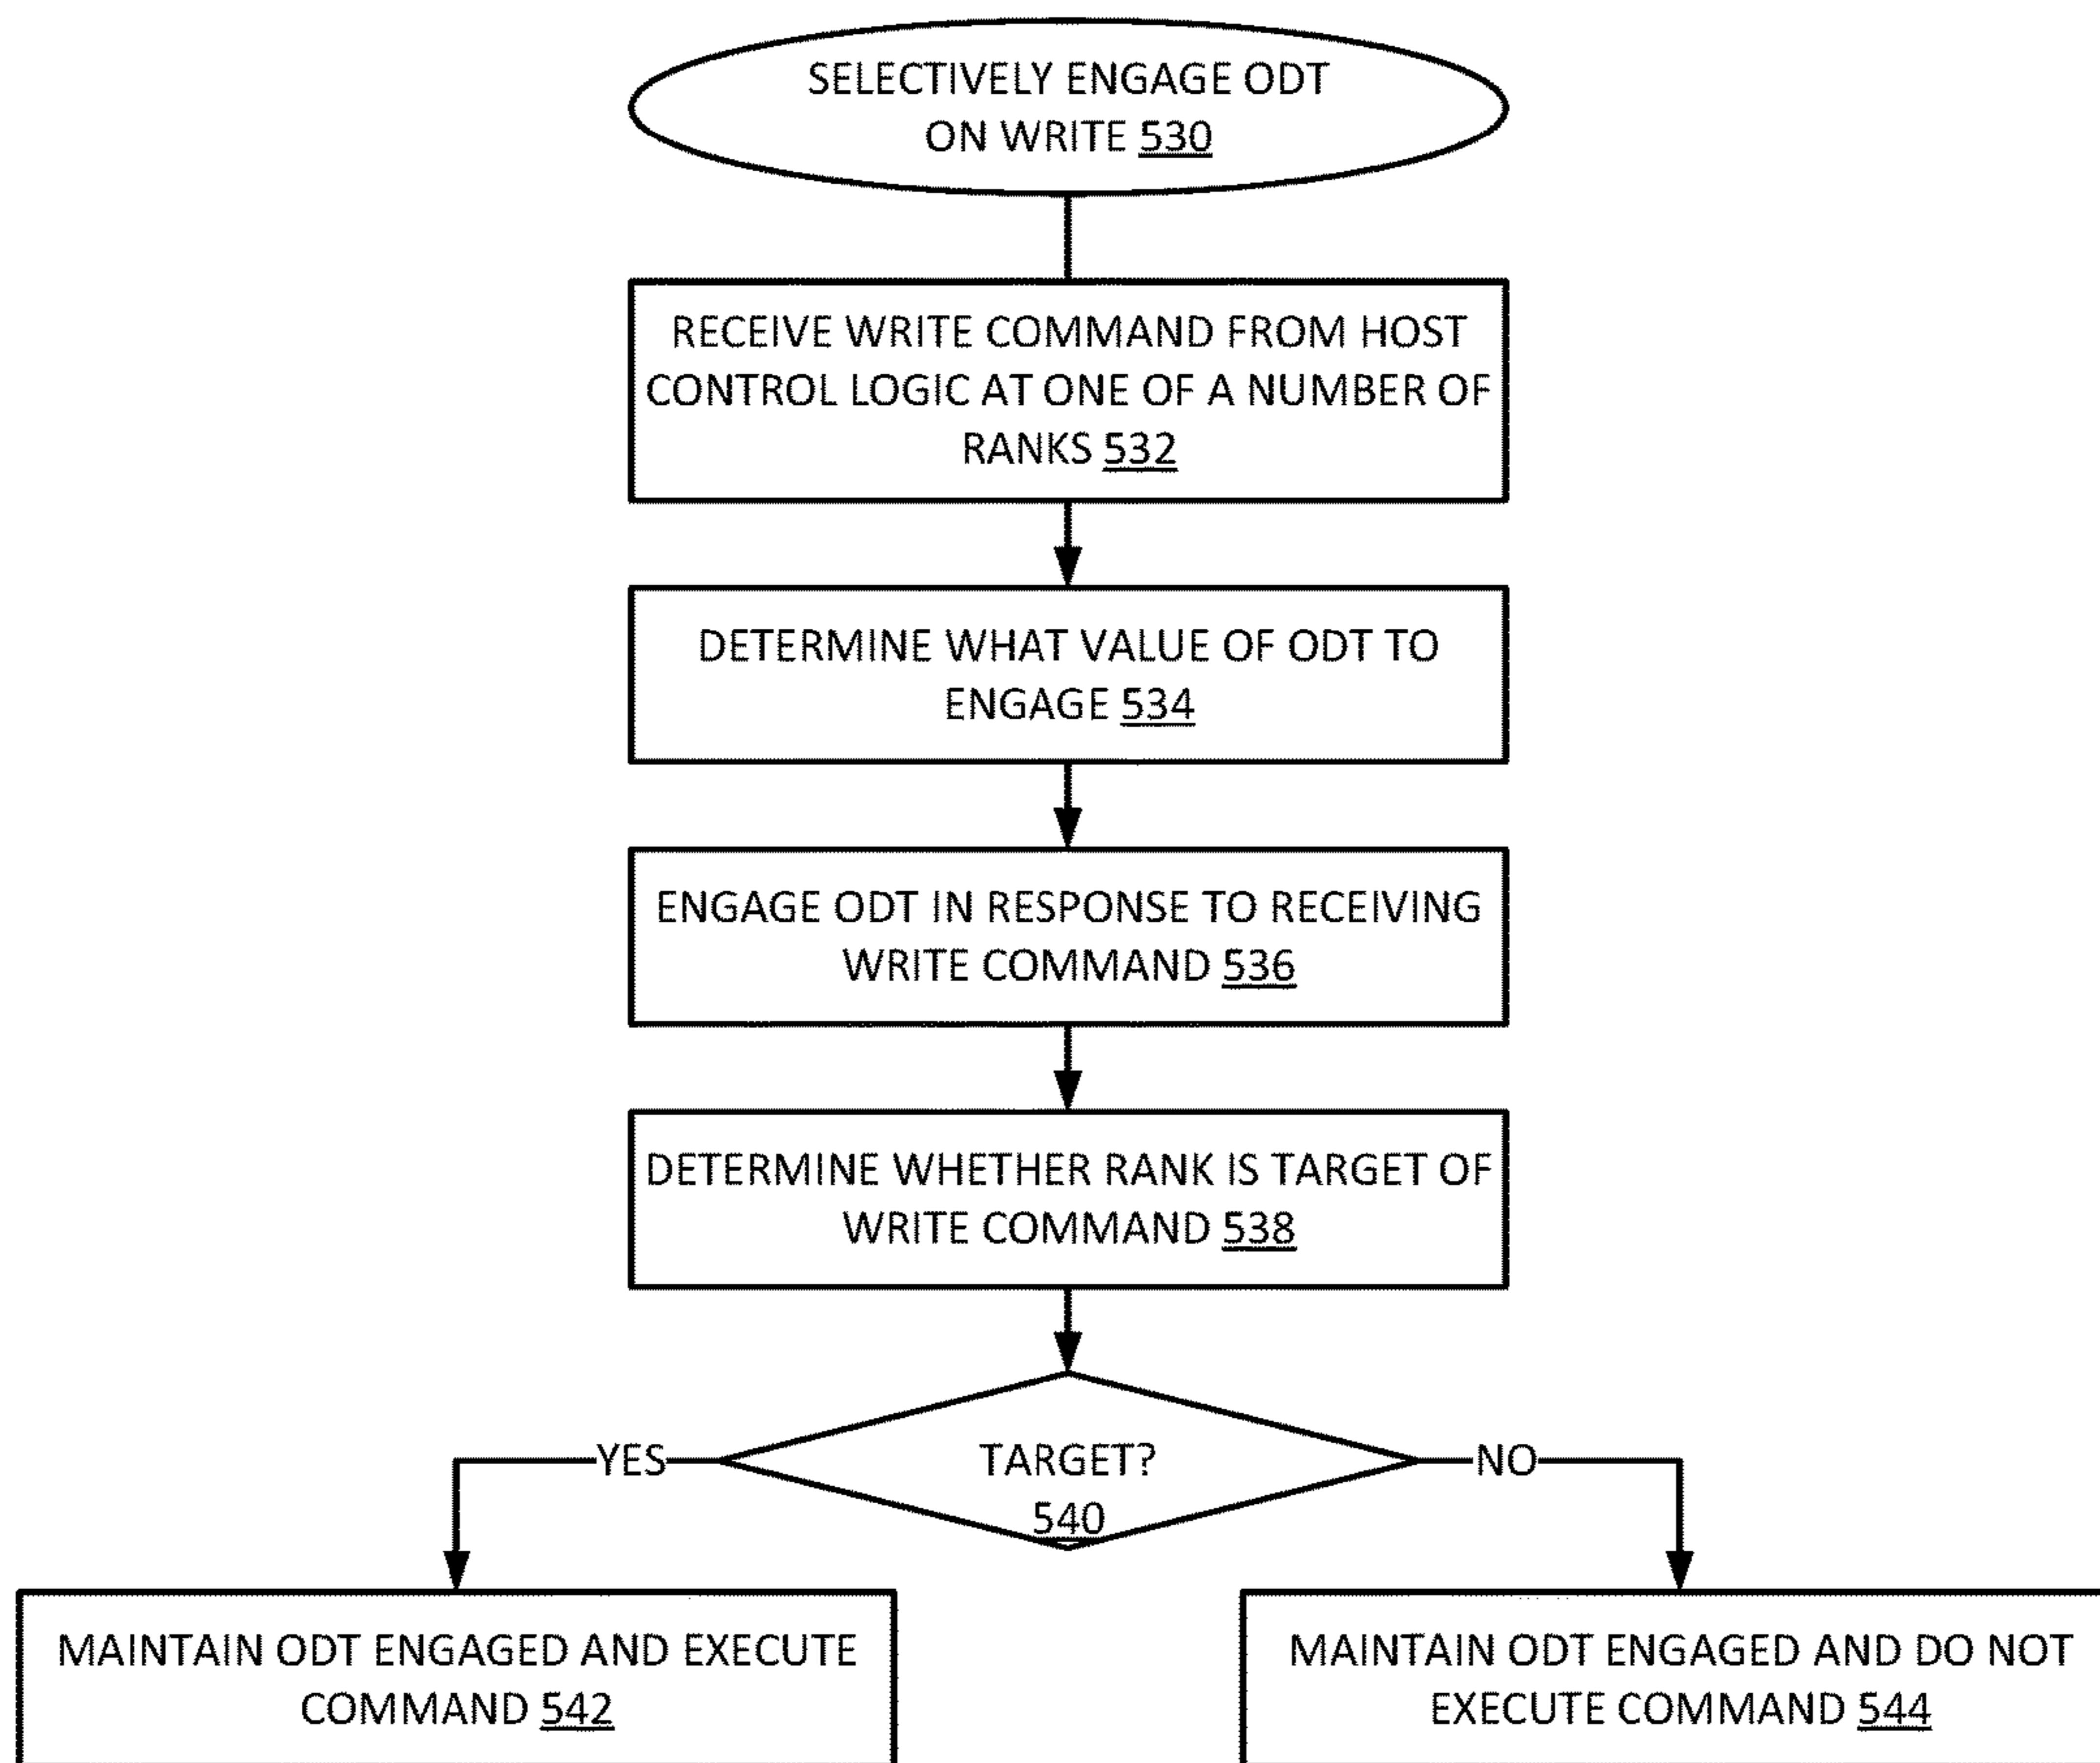 SELECTIVELY ENGAGE ODT
ON WRITE 530
RECEIVE WRITE COMMAND FROM HOST
CONTROL LOGIC AT ONE OF A NUMBER OF
RANKS 532
DETERMINE WHAT VALUE OF ODT TO
ENGAGE 534
ENGAGE ODT IN RESPONSE TO RECEIVING
WRITE COMMAND 536
DETERMINE WHETHER RANK IS TARGET OF
WRITE COMMAND 538
YES
TARGET?
540
NO
MAINTAIN ODT ENGAGED AND EXECUTE
COMMAND 542
MAINTAIN ODT ENGAGED AND DO NOT
EXECUTE COMMAND 544